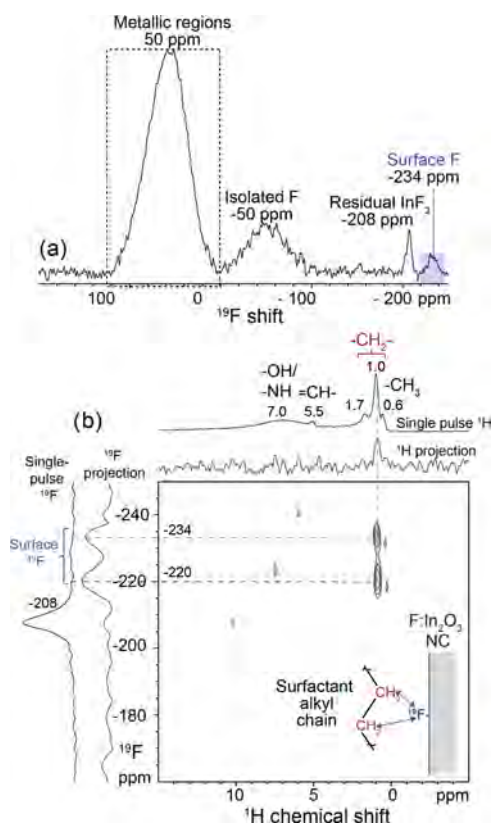 Metallic regions
50 ppm
Surface F
-234 ppm
Isolated F
-50 ppm
Residual InF₃
-208 ppm
(a)
100 0 - 100 - 200 ppm
¹⁹F shift
-CH₂-
-OH/
-NH =CH-
7.0 5.5
1.7 1.0 0.6
-CH₃
(b)
Single pulse ¹H
¹H projection
Single-
pulse
¹⁹F
¹⁹F
projection
Surface
¹⁹F
-208
-240
-234
-220
-220
-200
-180
¹⁹F
ppm
F:In₂O₃
NC
Surfactant
alkyl
chain
CH₂
CH₂
¹⁹F
10 5 0 ppm
¹H chemical shift